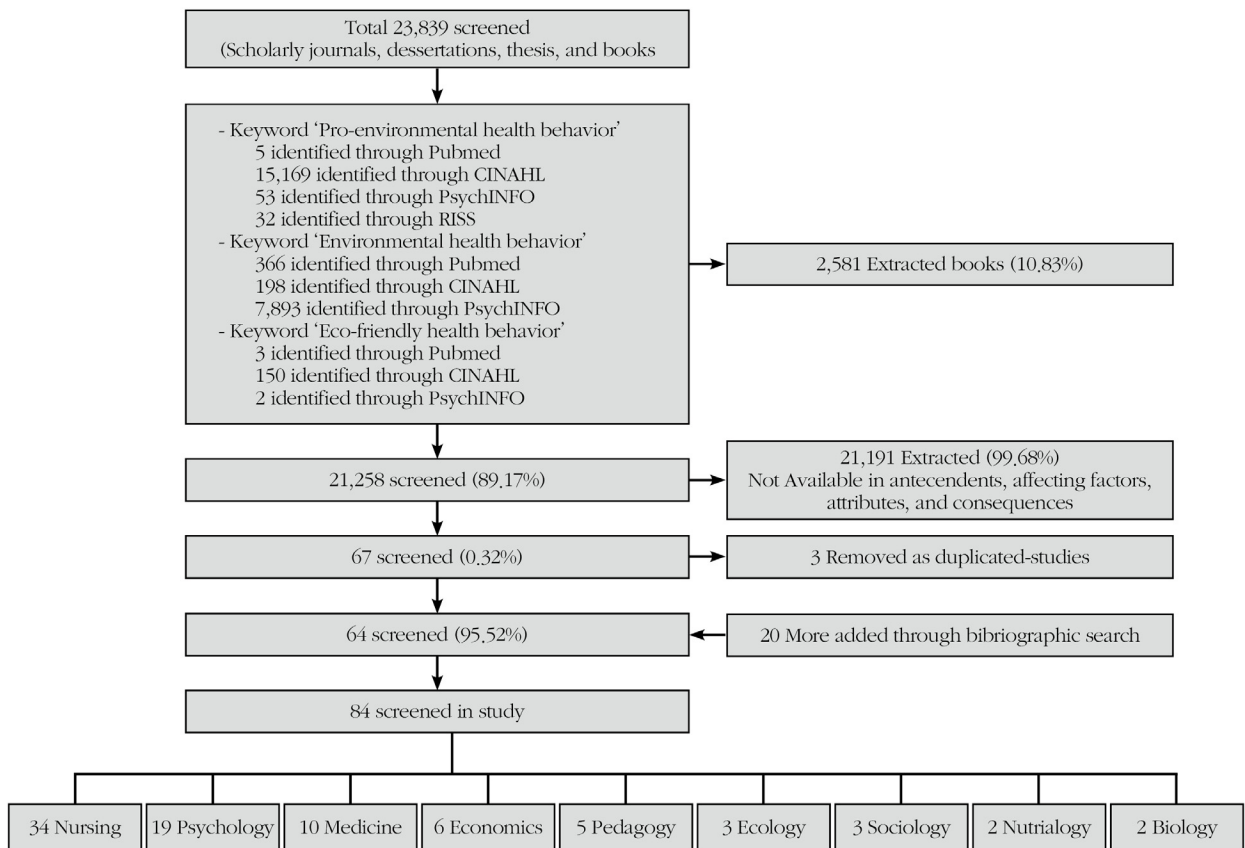 Total 23,839 screened
(Scholarly journals, dessertations, thesis, and books
- Keyword 'Pro-environmental health behavior'
5 identified through Pubmed
15,169 identified through CINAHL
53 identified through PsychINFO
32 identified through RISS
- Keyword 'Environmental health behavior'
366 identified through Pubmed
198 identified through CINAHL
7,893 identified through PsychINFO
- Keyword 'Eco-friendly health behavior'
3 identified through Pubmed
150 identified through CINAHL
2 identified through PsychINFO
2,581 Extracted books (10.83%)
21,258 screened (89.17%)
21,191 Extracted (99.68%)
Not Available in antecendents, affecting factors,
attributes, and consequences
67 screened (0.32%)
3 Removed as duplicated-studies
64 screened (95.52%)
20 More added through bibriographic search
84 screened in study
34 Nursing
19 Psychology
10 Medicine
6 Economics
5 Pedagogy
3 Ecology
3 Sociology
2 Nutrialogy
2 Biology